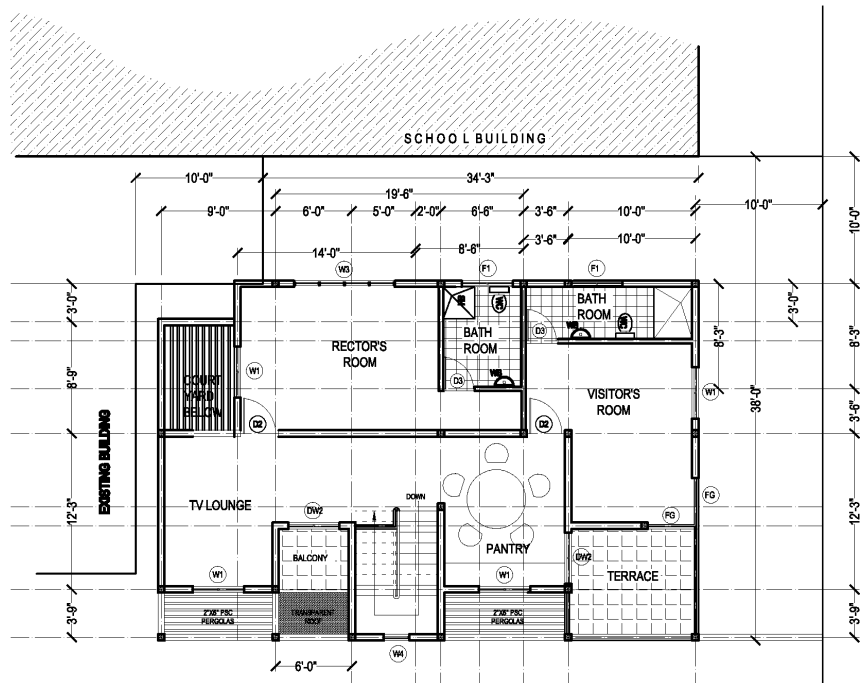 SCHOOL BUILDING
10'-0"
34'-3"
19'-6"
9'-0"
6'-0"
5'-0"
2'-0"
6'-6"
3'-6"
10'-0"
10'-0"
10'-0"
3'-6"
10'-0"
14'-0"
8'-6"
W3
F1
F1
3'-0"
3'-0"
BATH
ROOM
WC
WC
D3
WB
8'-3"
8'-3"
RECTOR'S
ROOM
BATH
ROOM
8'-9"
W1
COURT
YARD
BELOW
D3
WB
VISITOR'S
ROOM
W1
38'-0"
3'-6"
D2
D2
EXISTING BUILDING
TV LOUNGE
DOWN
DW2
FG
FG
12'-3"
12'-3"
PANTRY
BALCONY
DW2
TERRACE
W1
W1
2"X6" PSC
PERGOLAS
TRANSPARENT
ROOF
2"X6" PSC
PERGOLAS
3'-9"
3'-9"
W4
6'-0"